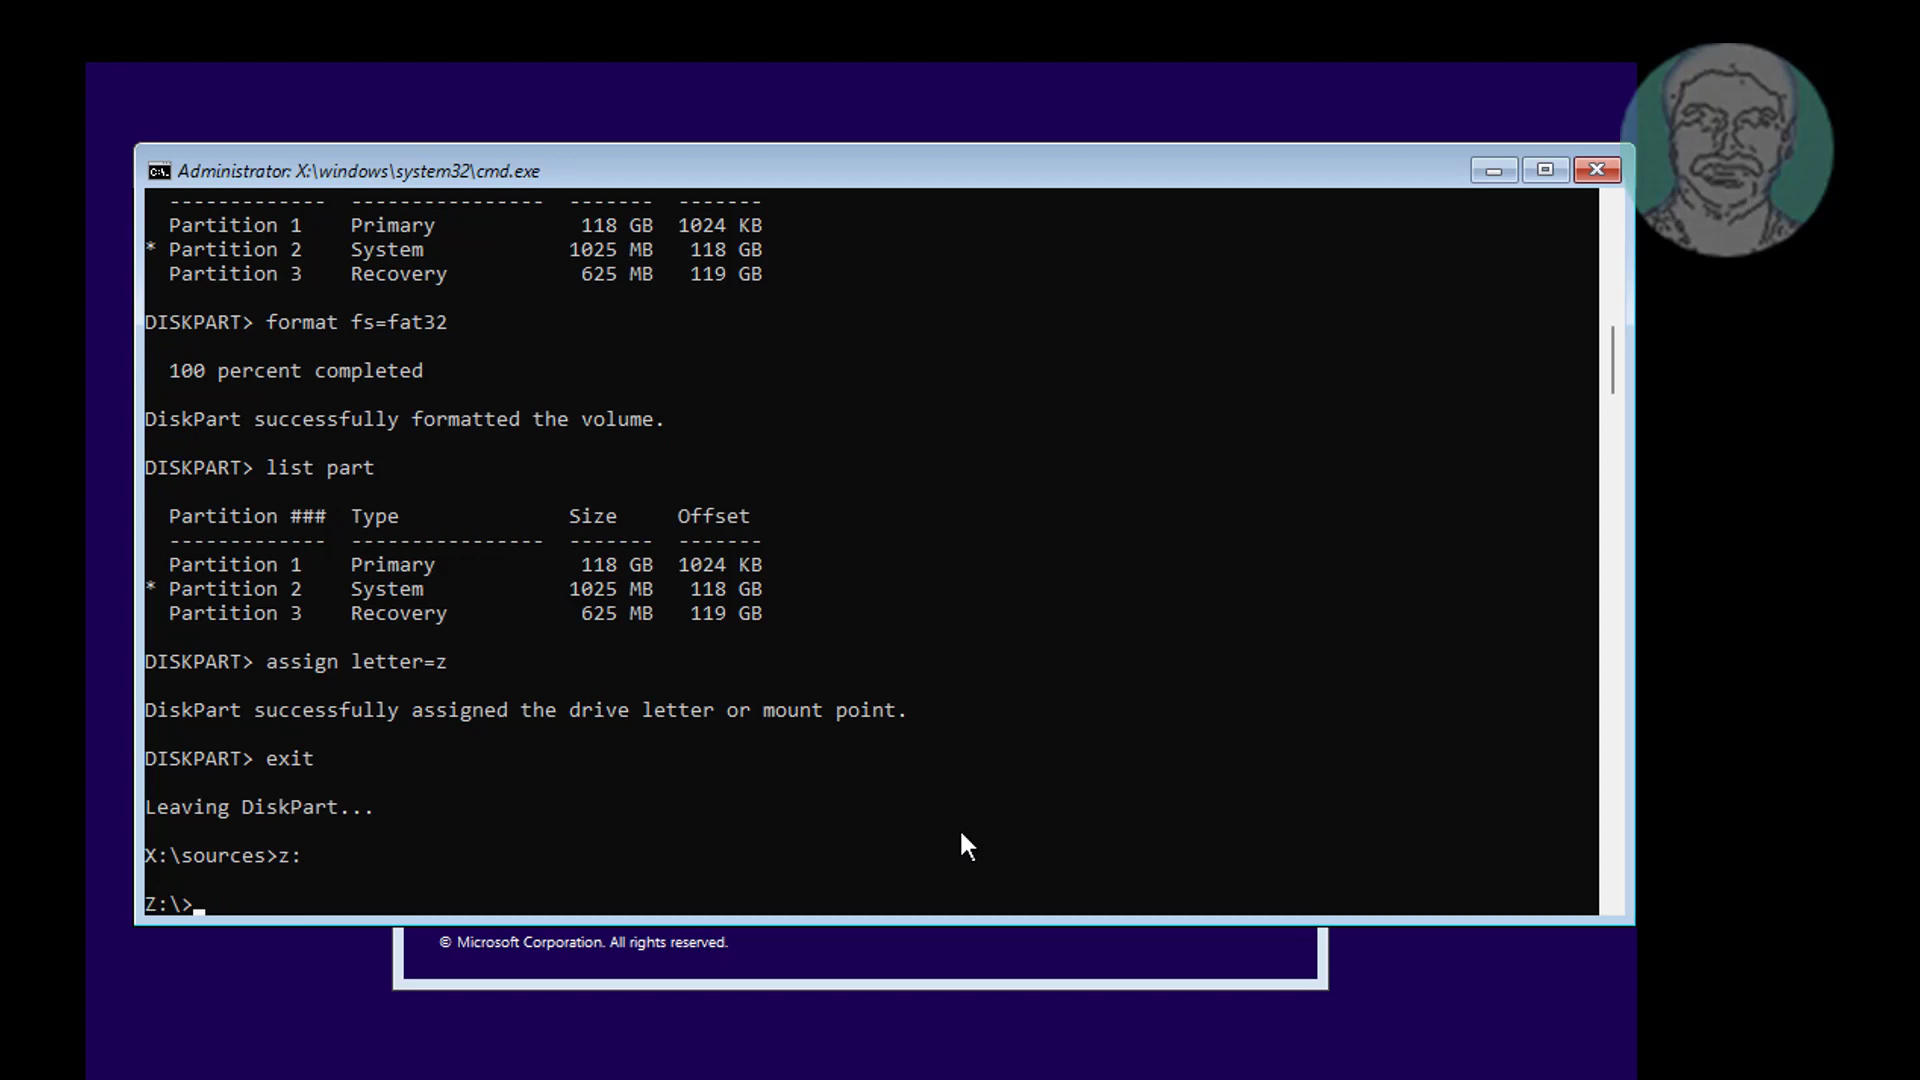 Administrator: X:\windows\system32\cmd.exe
------------- ---------------- ------- -------
Partition 1 Primary 118 GB 1024 KB
* Partition 2 System 1025 MB 118 GB
Partition 3 Recovery 625 MB 119 GB
DISKPART> format fs=fat32
100 percent completed
DiskPart successfully formatted the volume.
DISKPART> list part
Partition ### Type Size Offset
------------- ---------------- ------- -------
Partition 1 Primary 118 GB 1024 KB
* Partition 2 System 1025 MB 118 GB
Partition 3 Recovery 625 MB 119 GB
DISKPART> assign letter=z
DiskPart successfully assigned the drive letter or mount point.
DISKPART> exit
Leaving DiskPart...
X:\sources>z:
Z:\>
© Microsoft Corporation. All rights reserved.